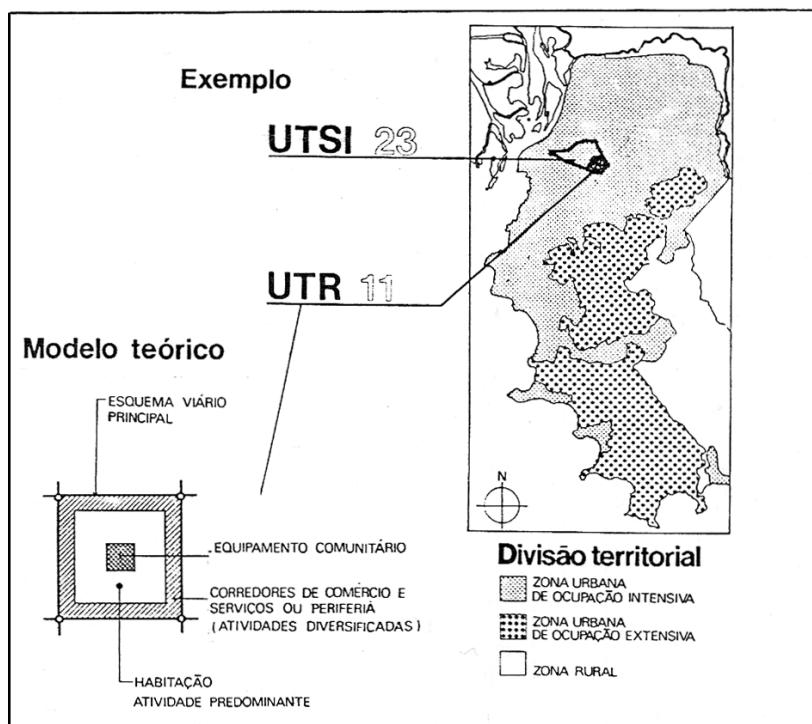 Exemplo
UTSI 23
UTR 11
Modelo teórico
ESQUEMA VIÁRIO
PRINCIPAL
EQUIPAMENTO COMUNITÁRIO
CORREDORES DE COMÉRCIO E
SERVIÇOS OU PERIFERIA
(ATIVIDADES DIVERSIFICADAS)
HABITAÇÃO
ATIVIDADE PREDOMINANTE
N
Divisão territorial
ZONA URBANA
DE OCUPAÇÃO INTENSIVA
ZONA URBANA
DE OCUPAÇÃO EXTENSIVA
ZONA RURAL